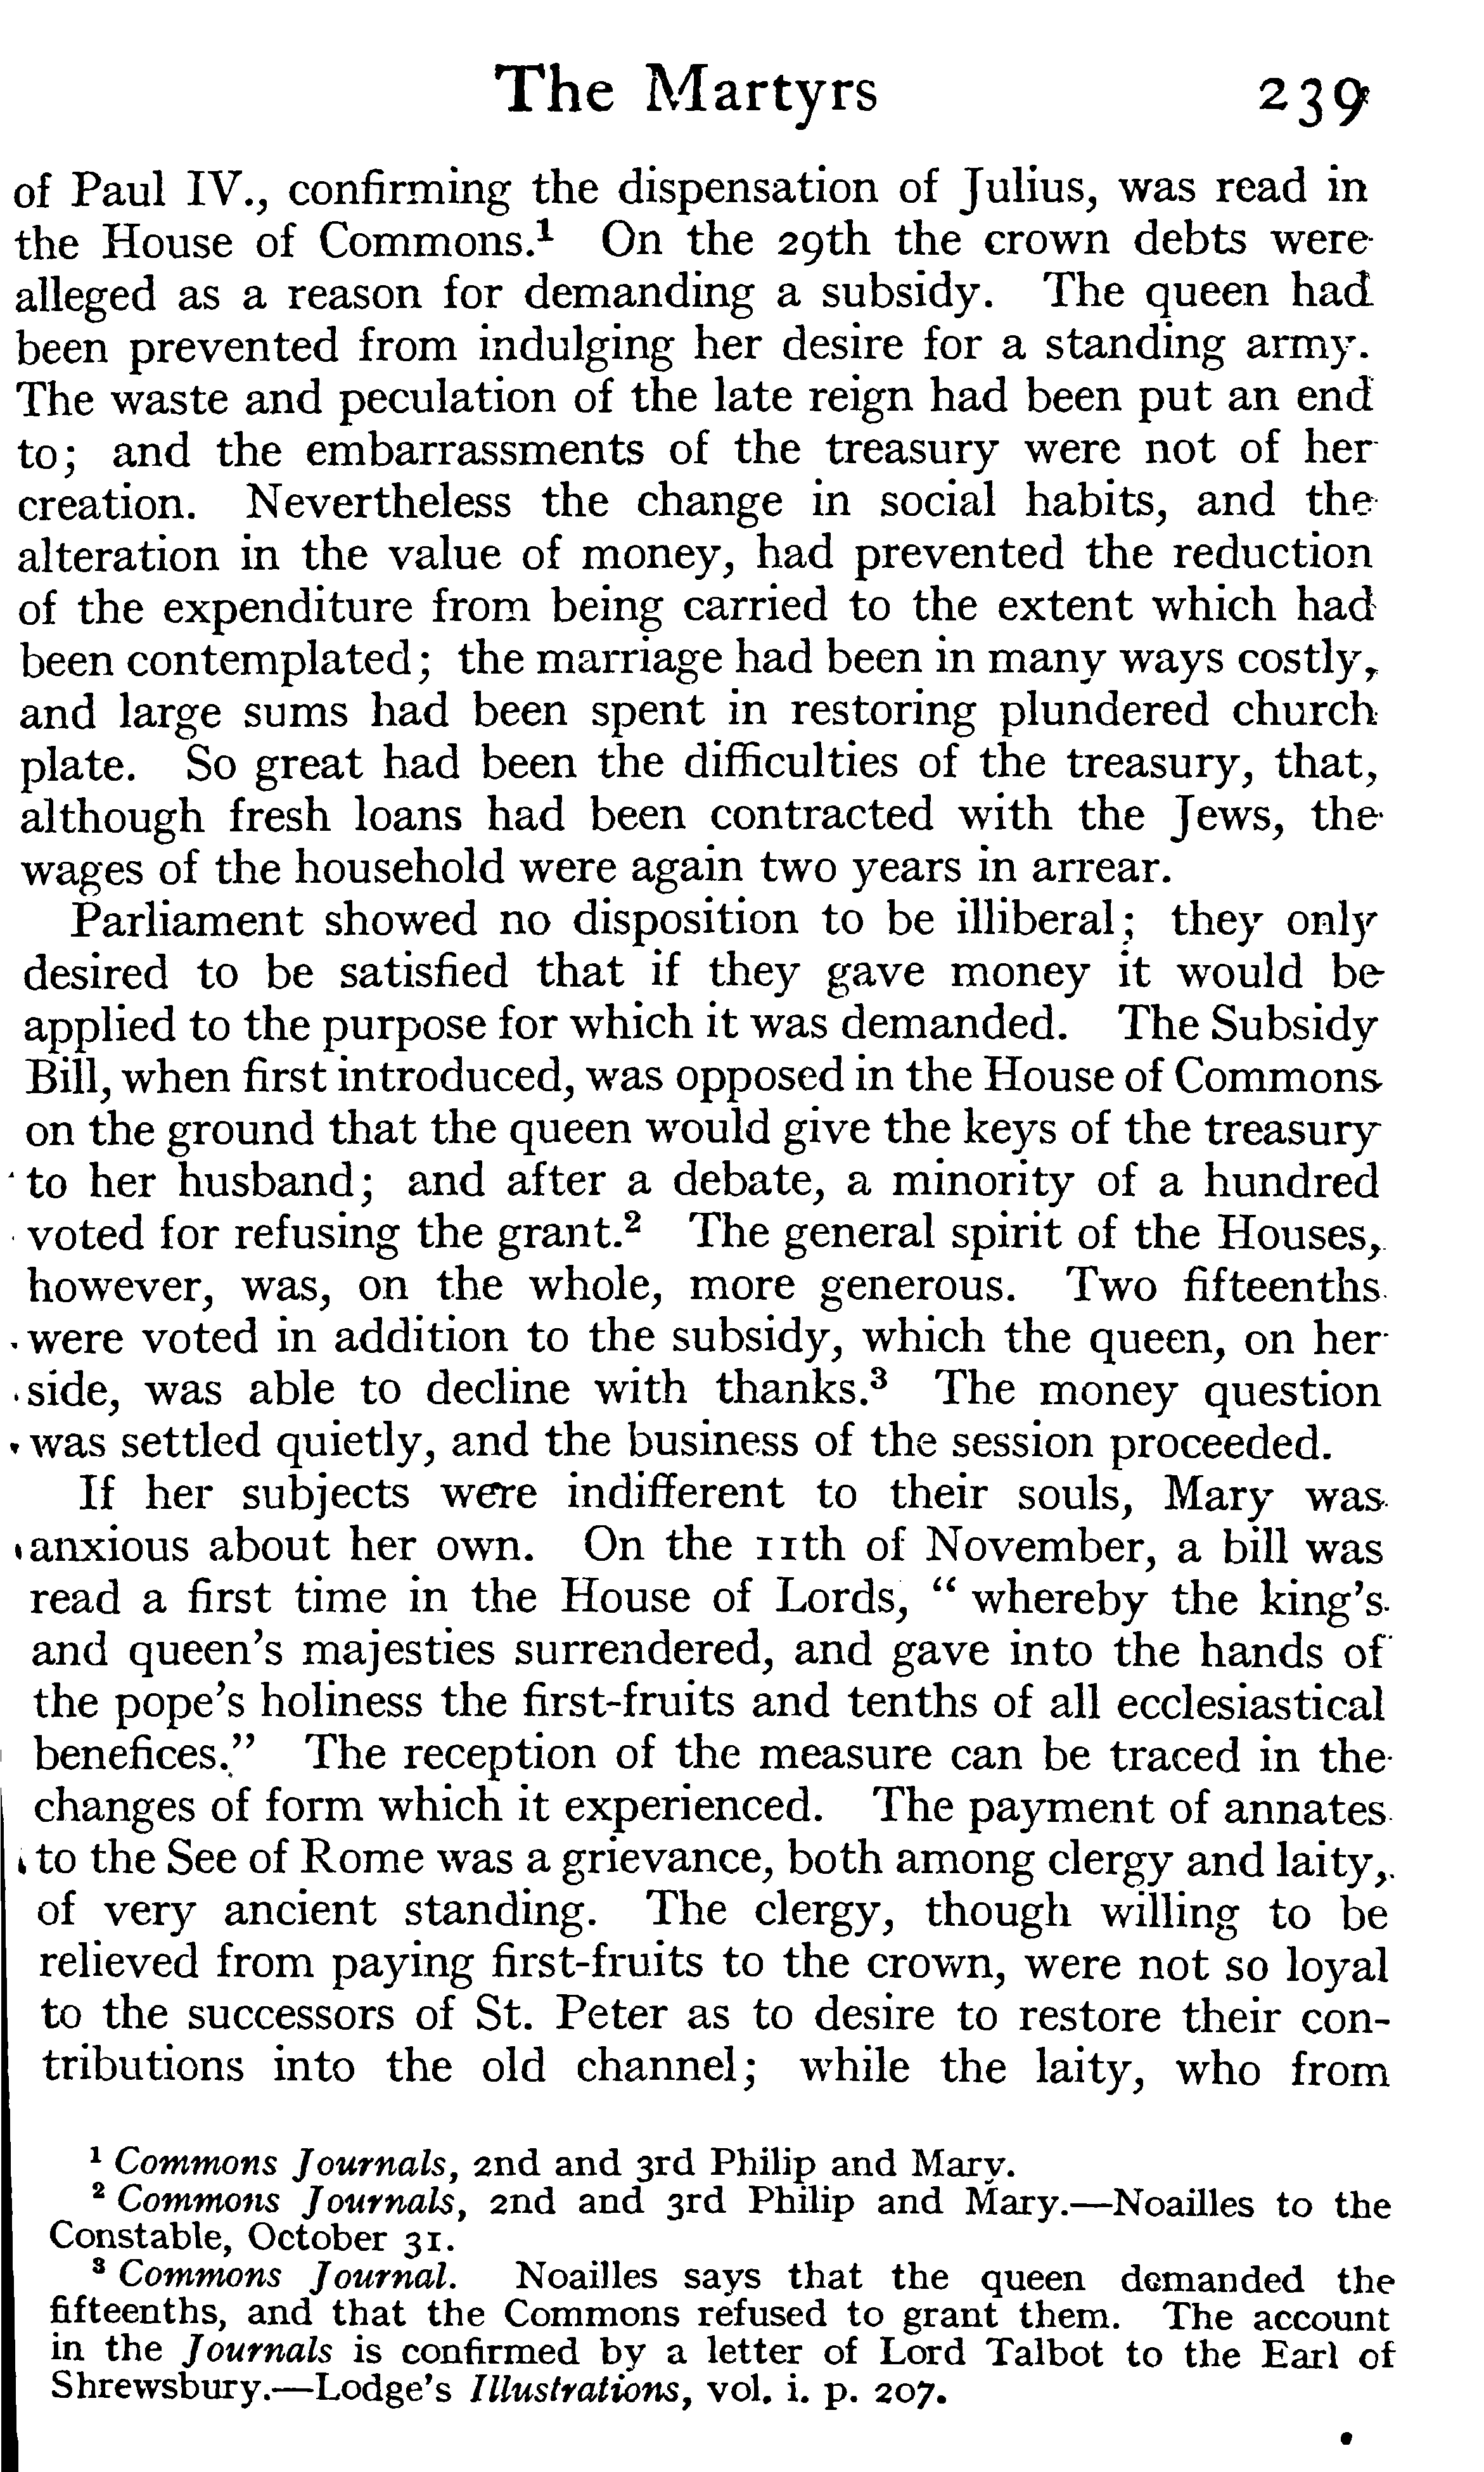 The Martyrs 239
of Paul IV., confirming the dispensation of Julius, was read in
the House of Commons.¹ On the 29th the crown debts were
alleged as a reason for demanding a subsidy. The queen had
been prevented from indulging her desire for a standing army.
The waste and peculation of the late reign had been put an end
to; and the embarrassments of the treasury were not of her
creation. Nevertheless the change in social habits, and the
alteration in the value of money, had prevented the reduction
of the expenditure from being carried to the extent which had
been contemplated; the marriage had been in many ways costly,
and large sums had been spent in restoring plundered church
plate. So great had been the difficulties of the treasury, that,
although fresh loans had been contracted with the Jews, the
wages of the household were again two years in arrear.
Parliament showed no disposition to be illiberal; they only
desired to be satisfied that if they gave money it would be
applied to the purpose for which it was demanded. The Subsidy
Bill, when first introduced, was opposed in the House of Commons
on the ground that the queen would give the keys of the treasury
to her husband; and after a debate, a minority of a hundred
voted for refusing the grant.² The general spirit of the Houses,
however, was, on the whole, more generous. Two fifteenths
were voted in addition to the subsidy, which the queen, on her
side, was able to decline with thanks.³ The money question
was settled quietly, and the business of the session proceeded.
If her subjects were indifferent to their souls, Mary was
anxious about her own. On the 11th of November, a bill was
read a first time in the House of Lords, " whereby the king's
and queen's majesties surrendered, and gave into the hands of
the pope's holiness the first-fruits and tenths of all ecclesiastical
benefices." The reception of the measure can be traced in the
changes of form which it experienced. The payment of annates
to the See of Rome was a grievance, both among clergy and laity,
of very ancient standing. The clergy, though willing to be
relieved from paying first-fruits to the crown, were not so loyal
to the successors of St. Peter as to desire to restore their con-
tributions into the old channel; while the laity, who from
¹ Commons Journals, 2nd and 3rd Philip and Mary.
² Commons Journals, 2nd and 3rd Philip and Mary.—Noailles to the
Constable, October 31.
³ Commons Journal. Noailles says that the queen demanded the
fifteenths, and that the Commons refused to grant them. The account
in the Journals is confirmed by a letter of Lord Talbot to the Earl of
Shrewsbury.—Lodge's Illustrations, vol. i. p. 207.